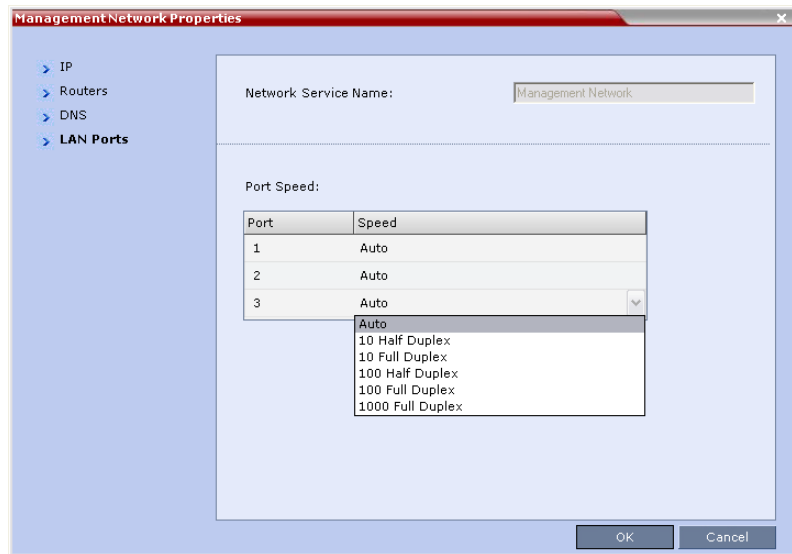 Management Network Properties
IP
Routers
DNS
LAN Ports
Network Service Name: Management Network
Port Speed:
Port Speed
1 Auto
2 Auto
3 Auto
Auto
10 Half Duplex
10 Full Duplex
100 Half Duplex
100 Full Duplex
1000 Full Duplex
OK Cancel